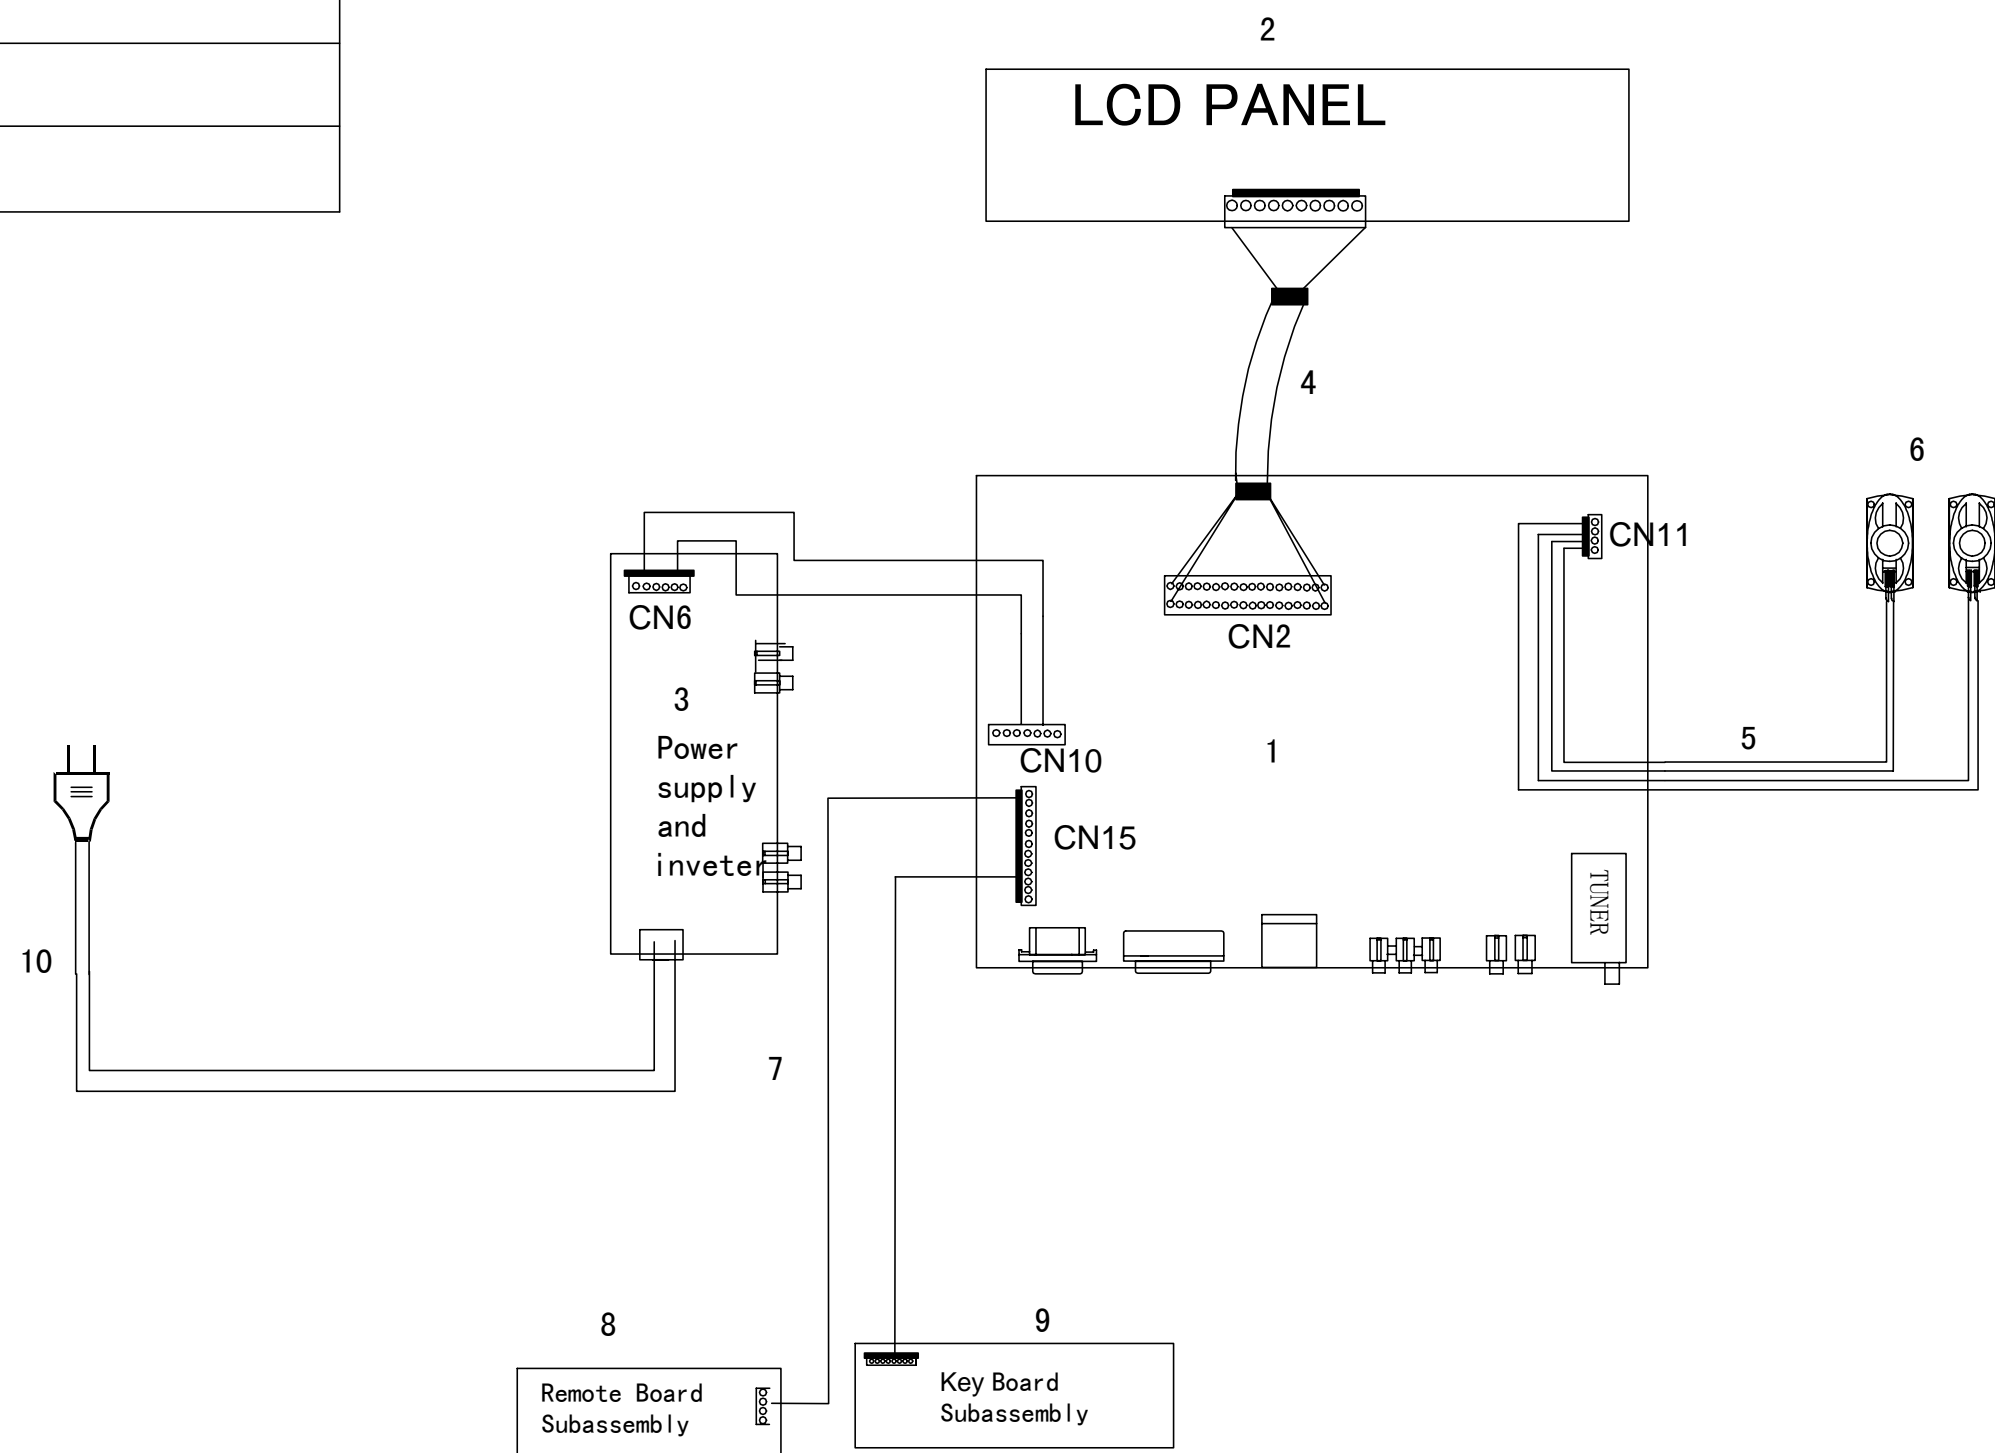 2
LCD PANEL
4
6
CN11
CN6
CN2
3
Power
supply
and
inveter
CN10
1
5
CN15
TUNER
10
7
8
9
Remote Board
Subassembly
Key Board
Subassembly